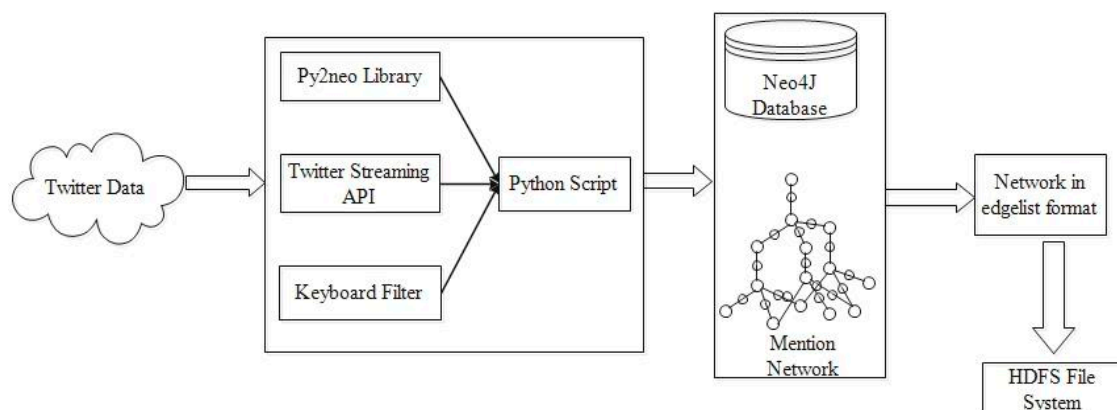 Twitter Data
Py2neo Library
Twitter Streaming
API
Keyboard Filter
Python Script
Neo4J
Database
Mention
Network
Network in
edgelist format
HDFS File
System